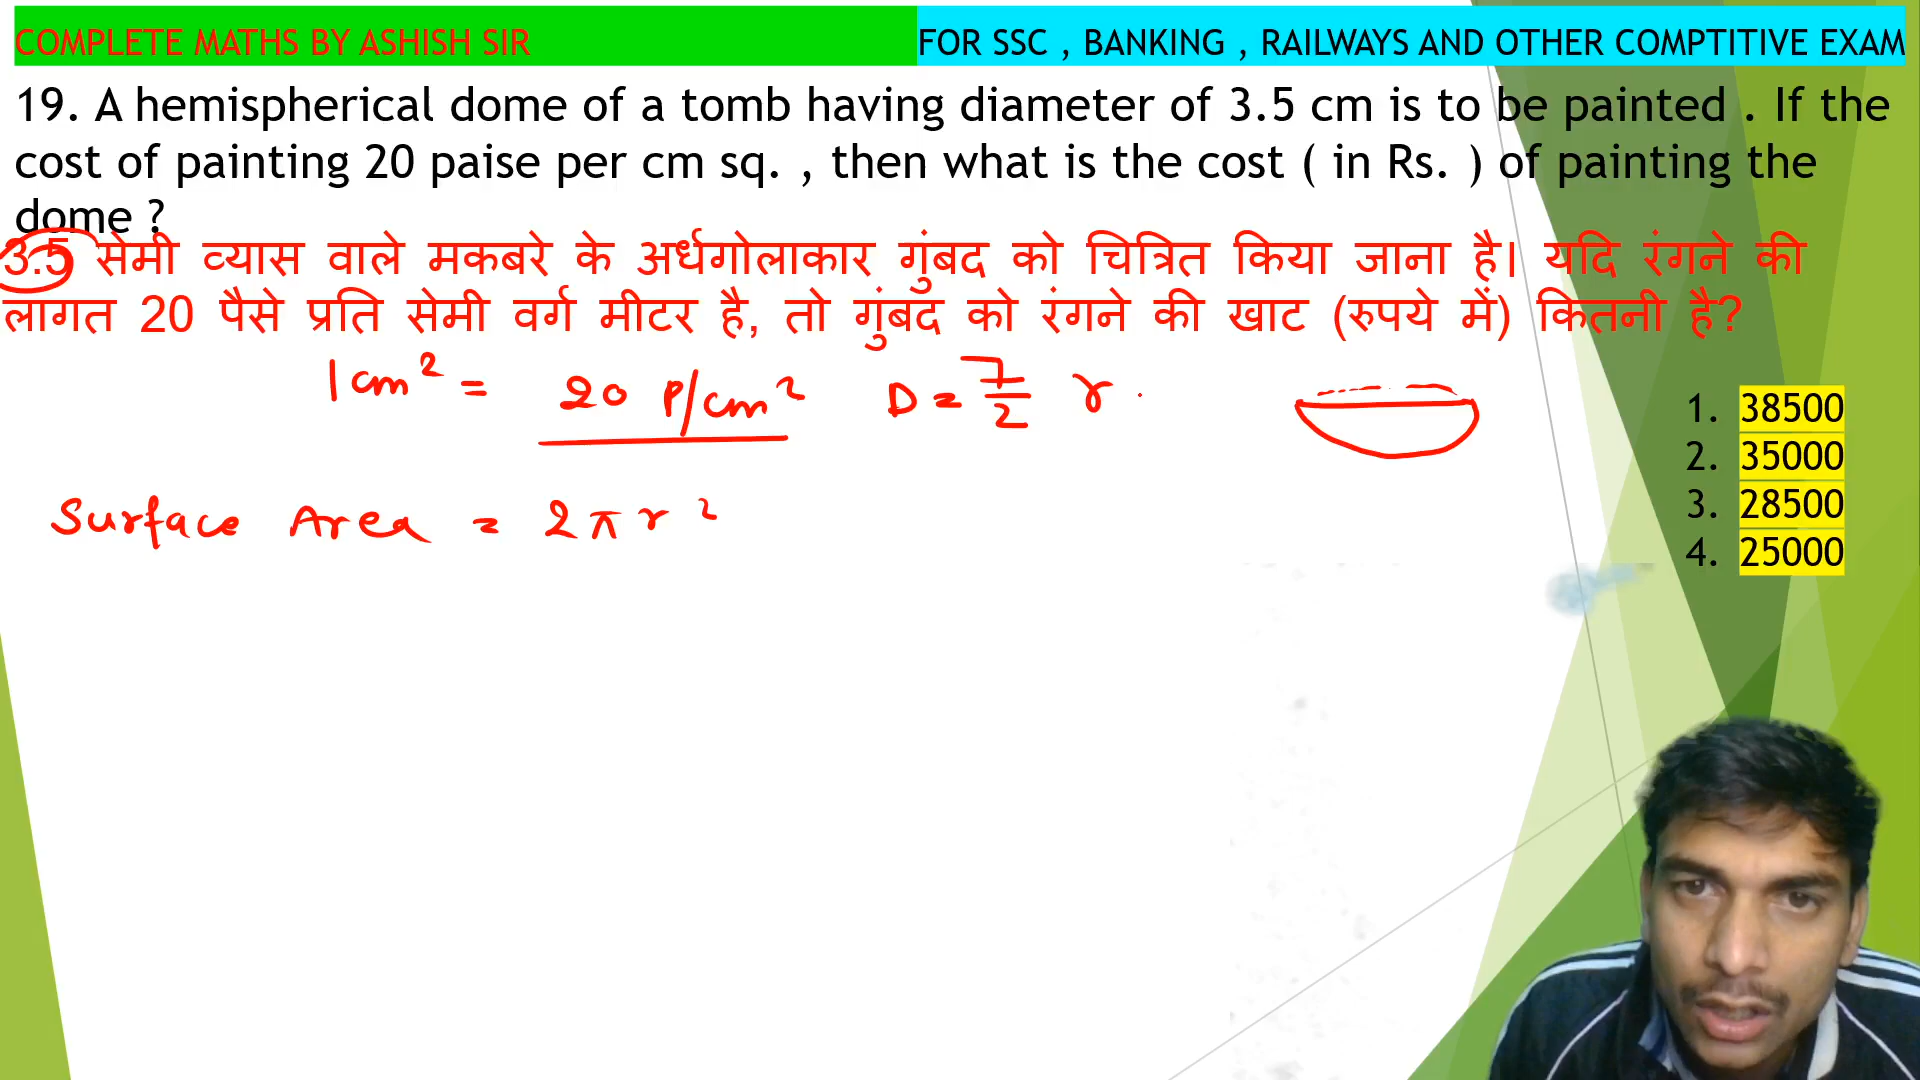 COMPLETE MATHS BY ASHISH SIR FOR SSC , BANKING , RAILWAYS AND OTHER COMPTITIVE EXAM
19. A hemispherical dome of a tomb having diameter of 3.5 cm is to be painted . If the
cost of painting 20 paise per cm sq. , then what is the cost ( in Rs. ) of painting the
dome ?
3.5 सेमी व्यास वाले मकबरे के अर्धगोलाकार गुंबद को चित्रित किया जाना है। यदि रंगने की
लागत 20 पैसे प्रति सेमी वर्ग मीटर है, तो गुंबद को रंगने की खाट (रुपये में) कितनी है?
1 cm² = 20 P/cm² D = 7/2 r
1. 38500
2. 35000
3. 28500
4. 25000
Surface Area = 2πr²